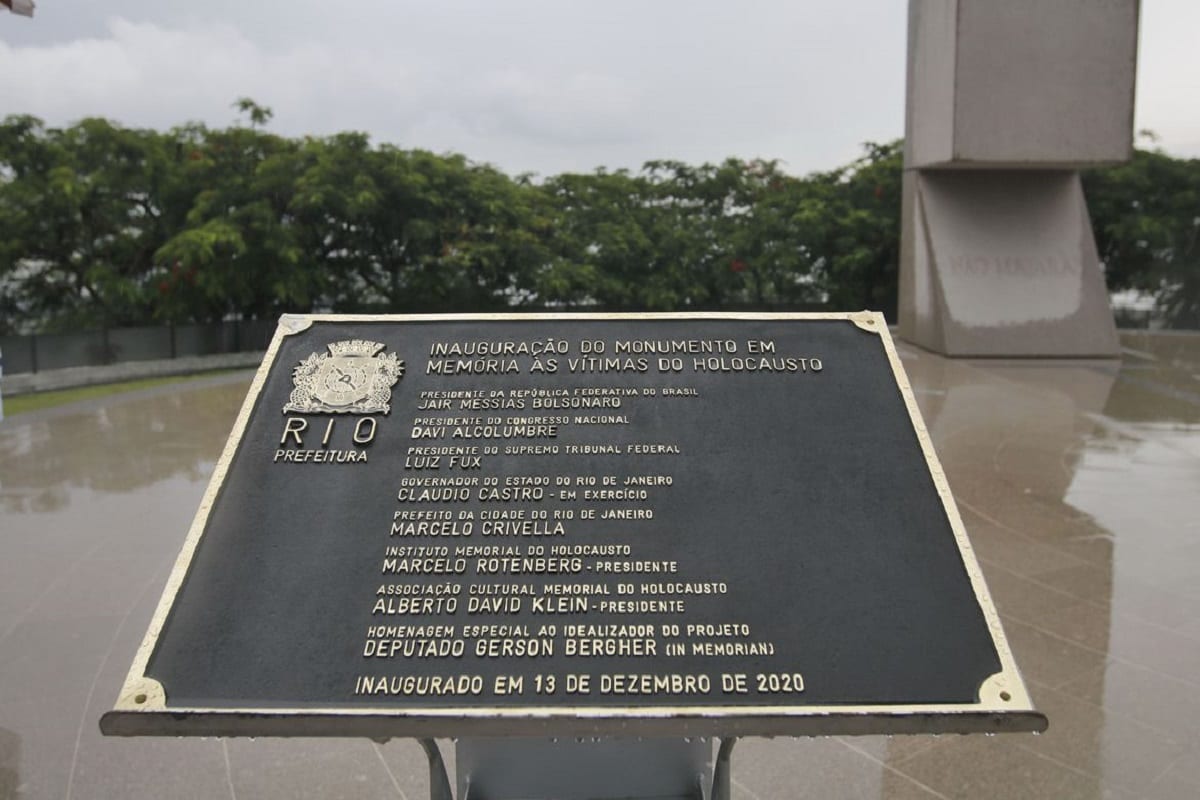 RIO
PREFEITURA
INAUGURAÇÃO DO MONUMENTO EM
MEMÓRIA ÀS VÍTIMAS DO HOLOCAUSTO
PRESIDENTE DA REPÚBLICA FEDERATIVA DO BRASIL
JAIR MESSIAS BOLSONARO
PRESIDENTE DO CONGRESSO NACIONAL
DAVI ALCOLUMBRE
PRESIDENTE DO SUPREMO TRIBUNAL FEDERAL
LUIZ FUX
GOVERNADOR DO ESTADO DO RIO DE JANEIRO
CLAUDIO CASTRO - EM EXERCÍCIO
PREFEITO DA CIDADE DO RIO DE JANEIRO
MARCELO CRIVELLA
INSTITUTO MEMORIAL DO HOLOCAUSTO
MARCELO ROTENBERG - PRESIDENTE
ASSOCIAÇÃO CULTURAL MEMORIAL DO HOLOCAUSTO
ALBERTO DAVID KLEIN - PRESIDENTE
HOMENAGEM ESPECIAL AO IDEALIZADOR DO PROJETO
DEPUTADO GERSON BERGHER (IN MEMORIAN)
INAUGURADO EM 13 DE DEZEMBRO DE 2020
NÃO MATARÁ